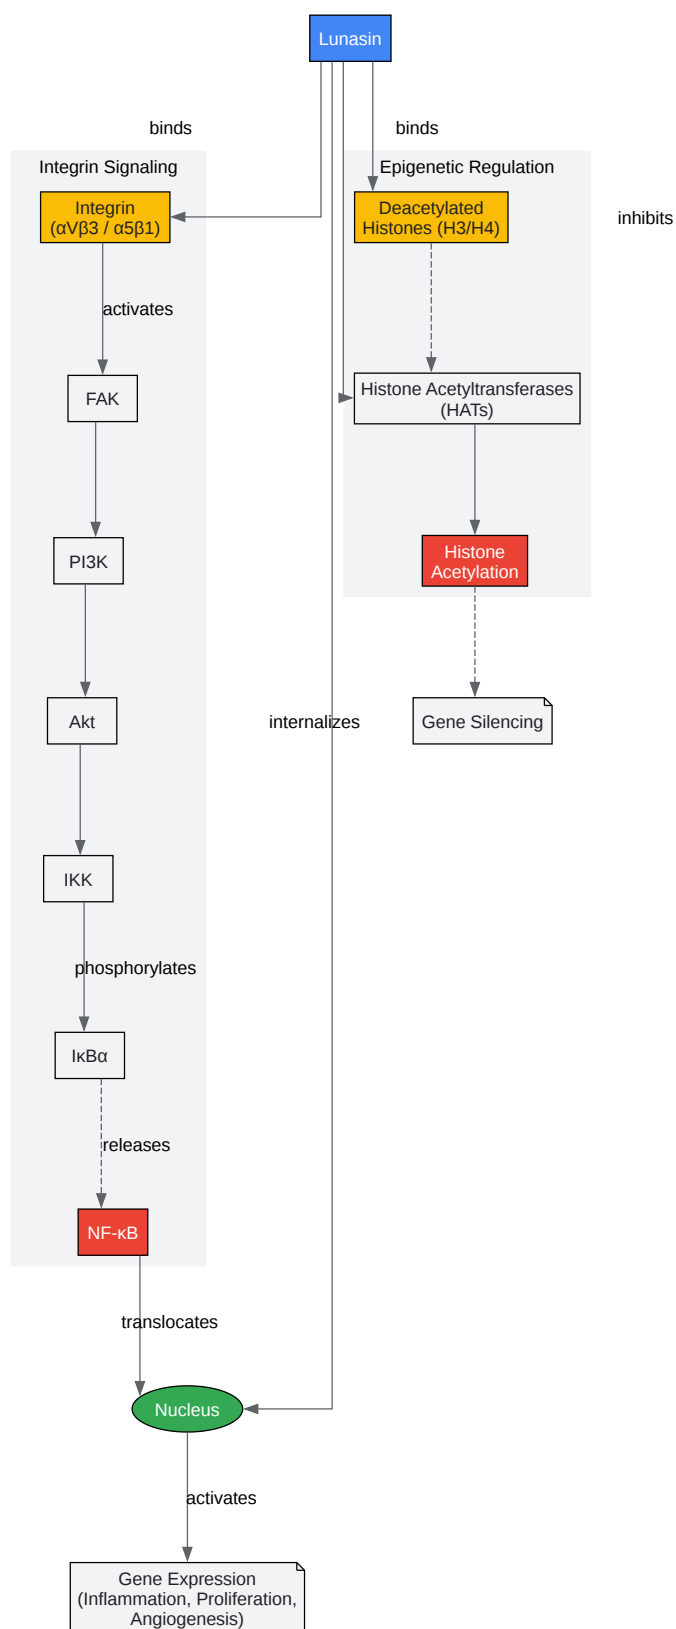 Lunasin
binds
binds
Integrin Signaling
Epigenetic Regulation
Integrin
(αVβ3 / α5β1)
Deacetylated
Histones (H3/H4)
inhibits
activates
FAK
Histone Acetyltransferases
(HATs)
PI3K
Histone
Acetylation
Akt
internalizes
Gene Silencing
IKK
phosphorylates
IκBα
releases
NF-κB
translocates
Nucleus
activates
Gene Expression
(Inflammation, Proliferation,
Angiogenesis)